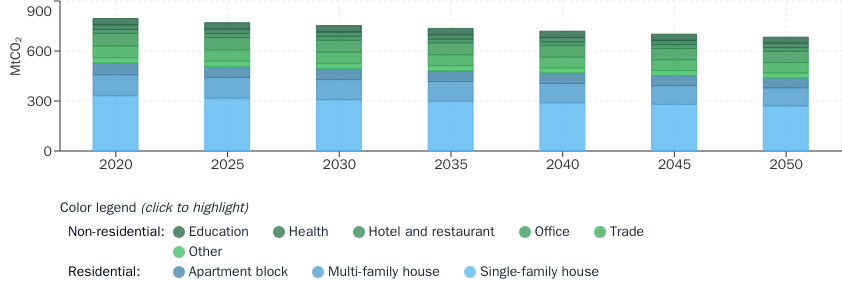 900
600
MtCO₂
300
0
2020 2025 2030 2035 2040 2045 2050
Color legend (click to highlight)
Non-residential: Education Health Hotel and restaurant Office Trade
Other
Residential: Apartment block Multi-family house Single-family house